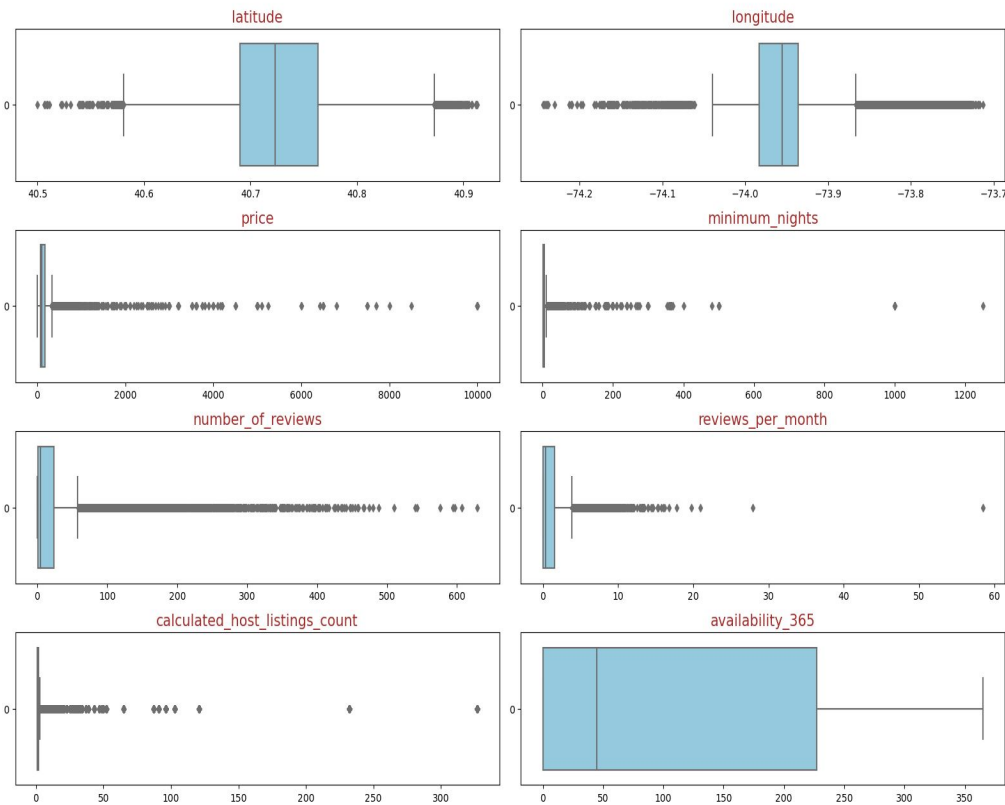 latitude
0
40.5 40.6 40.7 40.8 40.9
longitude
0
−74.2 −74.1 −74.0 −73.9 −73.8 −73.7
price
0
0 2000 4000 6000 8000 10000
minimum_nights
0
0 200 400 600 800 1000 1200
number_of_reviews
0
0 100 200 300 400 500 600
reviews_per_month
0
0 10 20 30 40 50 60
calculated_host_listings_count
0
0 50 100 150 200 250 300
availability_365
0
0 50 100 150 200 250 300 350